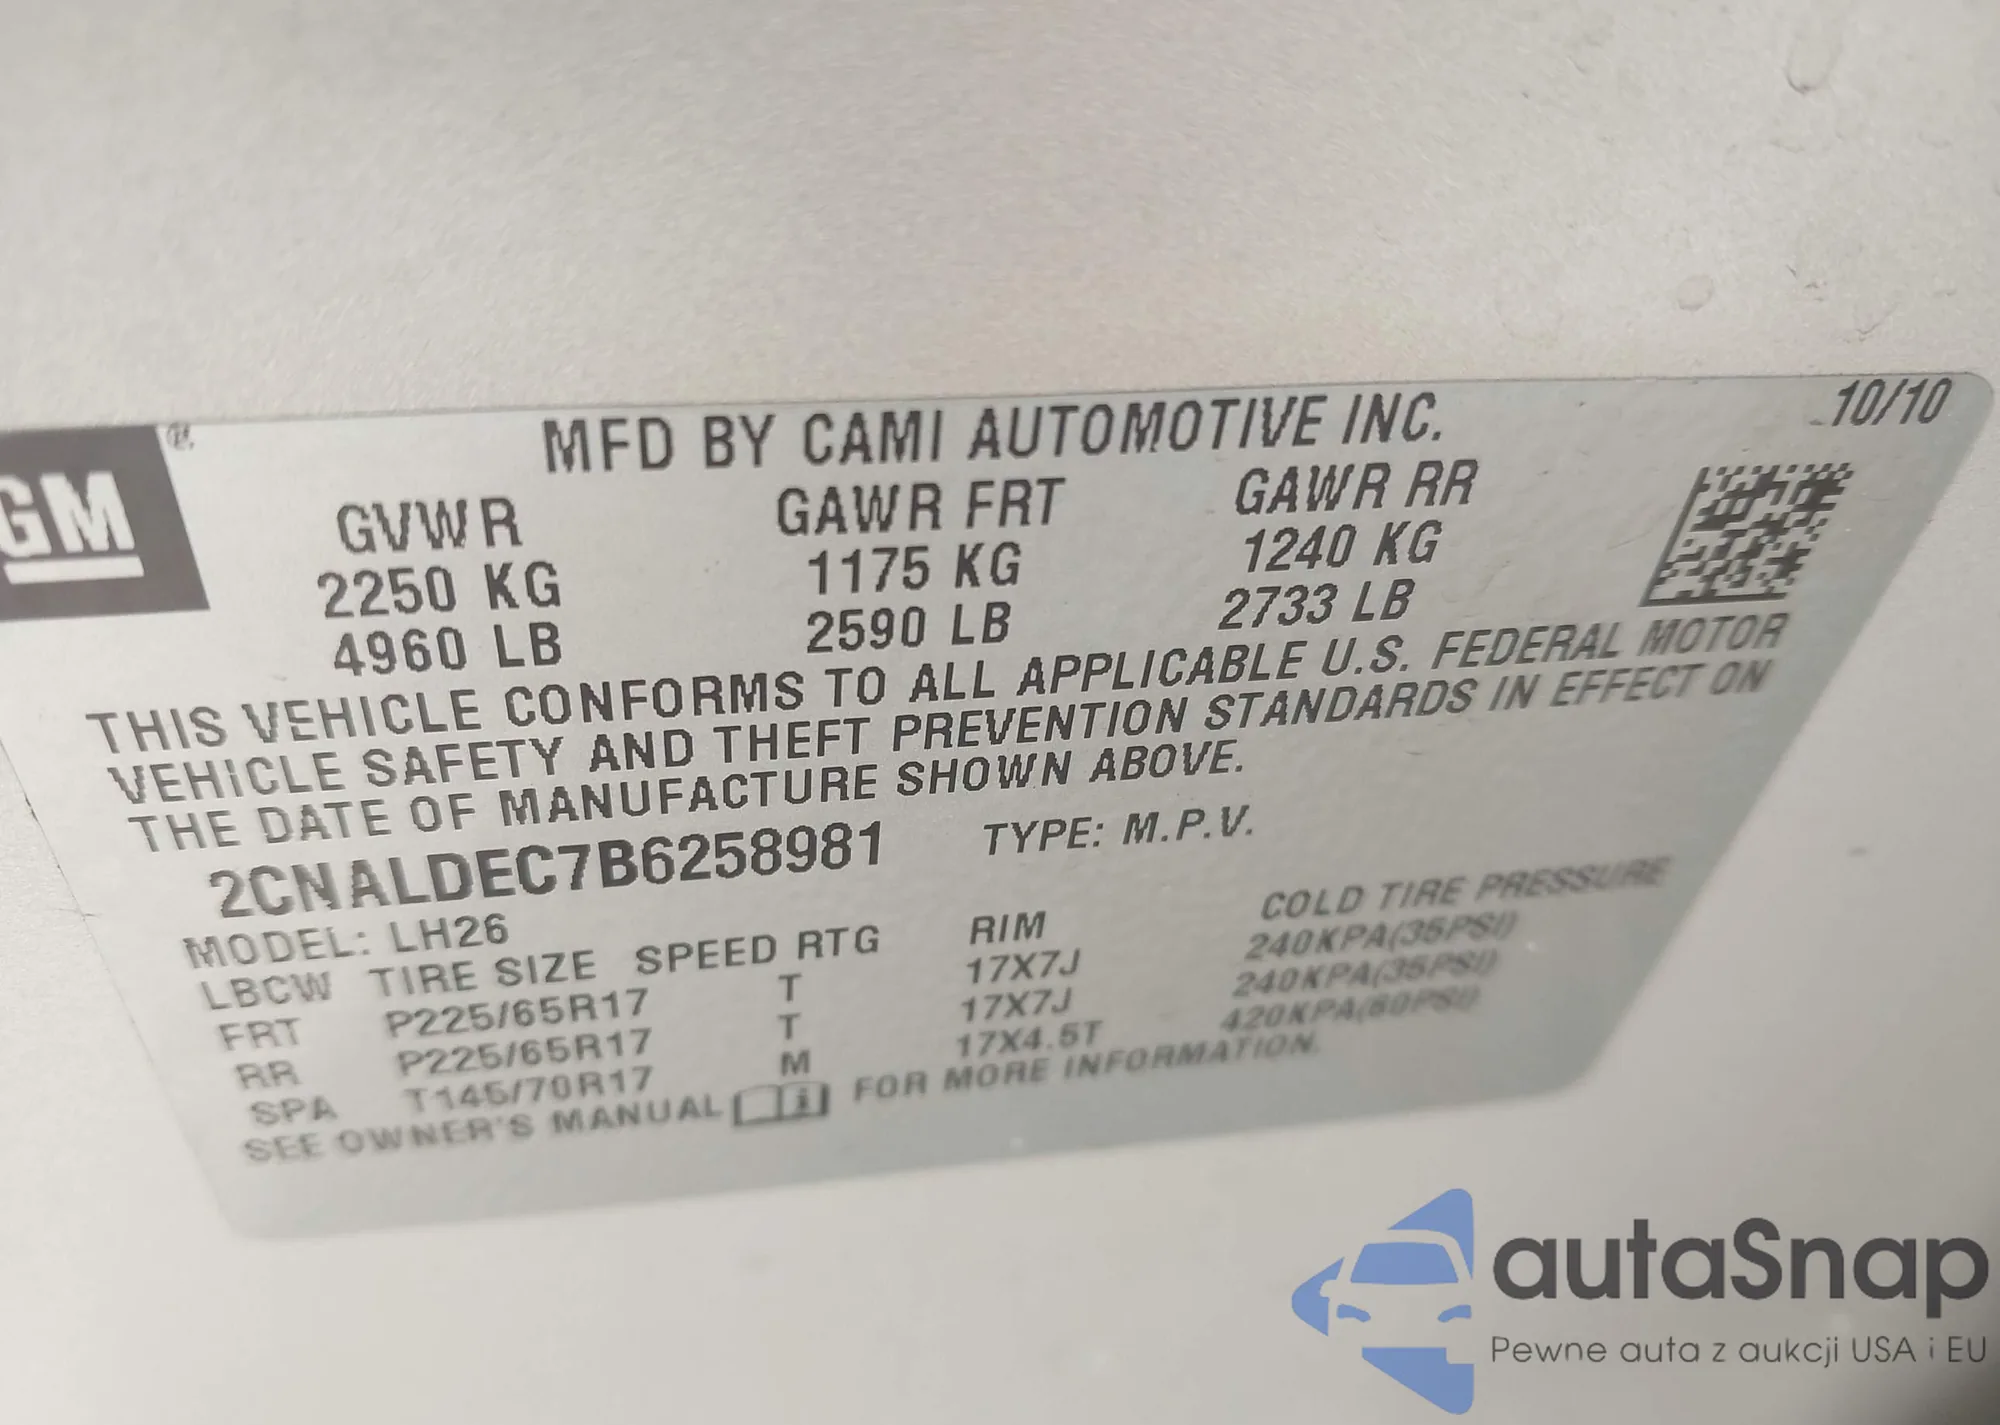 10/10
GM ®
MFD BY CAMI AUTOMOTIVE INC.
GVWR GAWR FRT GAWR RR
2250 KG 1175 KG 1240 KG
4960 LB 2590 LB 2733 LB
THIS VEHICLE CONFORMS TO ALL APPLICABLE U.S. FEDERAL MOTOR
VEHICLE SAFETY AND THEFT PREVENTION STANDARDS IN EFFECT ON
THE DATE OF MANUFACTURE SHOWN ABOVE.
2CNALDEC7B6258981 TYPE: M.P.V.
MODEL: LH26
LBCW TIRE SIZE SPEED RTG RIM COLD TIRE PRESSURE
FRT P225/65R17 T 17X7J 240KPA(35PSI)
RR P225/65R17 T 17X7J 240KPA(35PSI)
SPA T145/70R17 M 17X4.5T 420KPA(60PSI)
SEE OWNER'S MANUAL FOR MORE INFORMATION.
autaSnap
Pewne auta z aukcji USA i EU